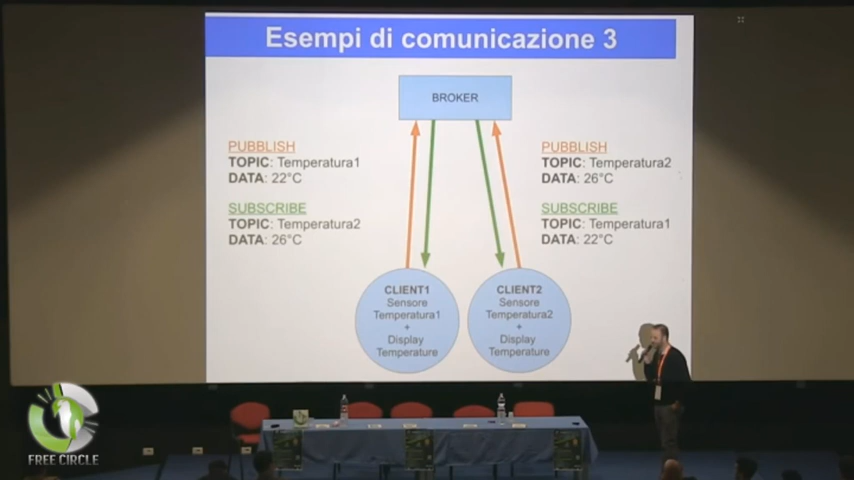 Esempi di comunicazione 3
BROKER
PUBBLISH
TOPIC: Temperatura1
DATA: 22°C
SUBSCRIBE
TOPIC: Temperatura2
DATA: 26°C
PUBBLISH
TOPIC: Temperatura2
DATA: 26°C
SUBSCRIBE
TOPIC: Temperatura1
DATA: 22°C
CLIENT1
Sensore
Temperatura1
+
Display
Temperature
CLIENT2
Sensore
Temperatura2
+
Display
Temperature
FREE CIRCLE